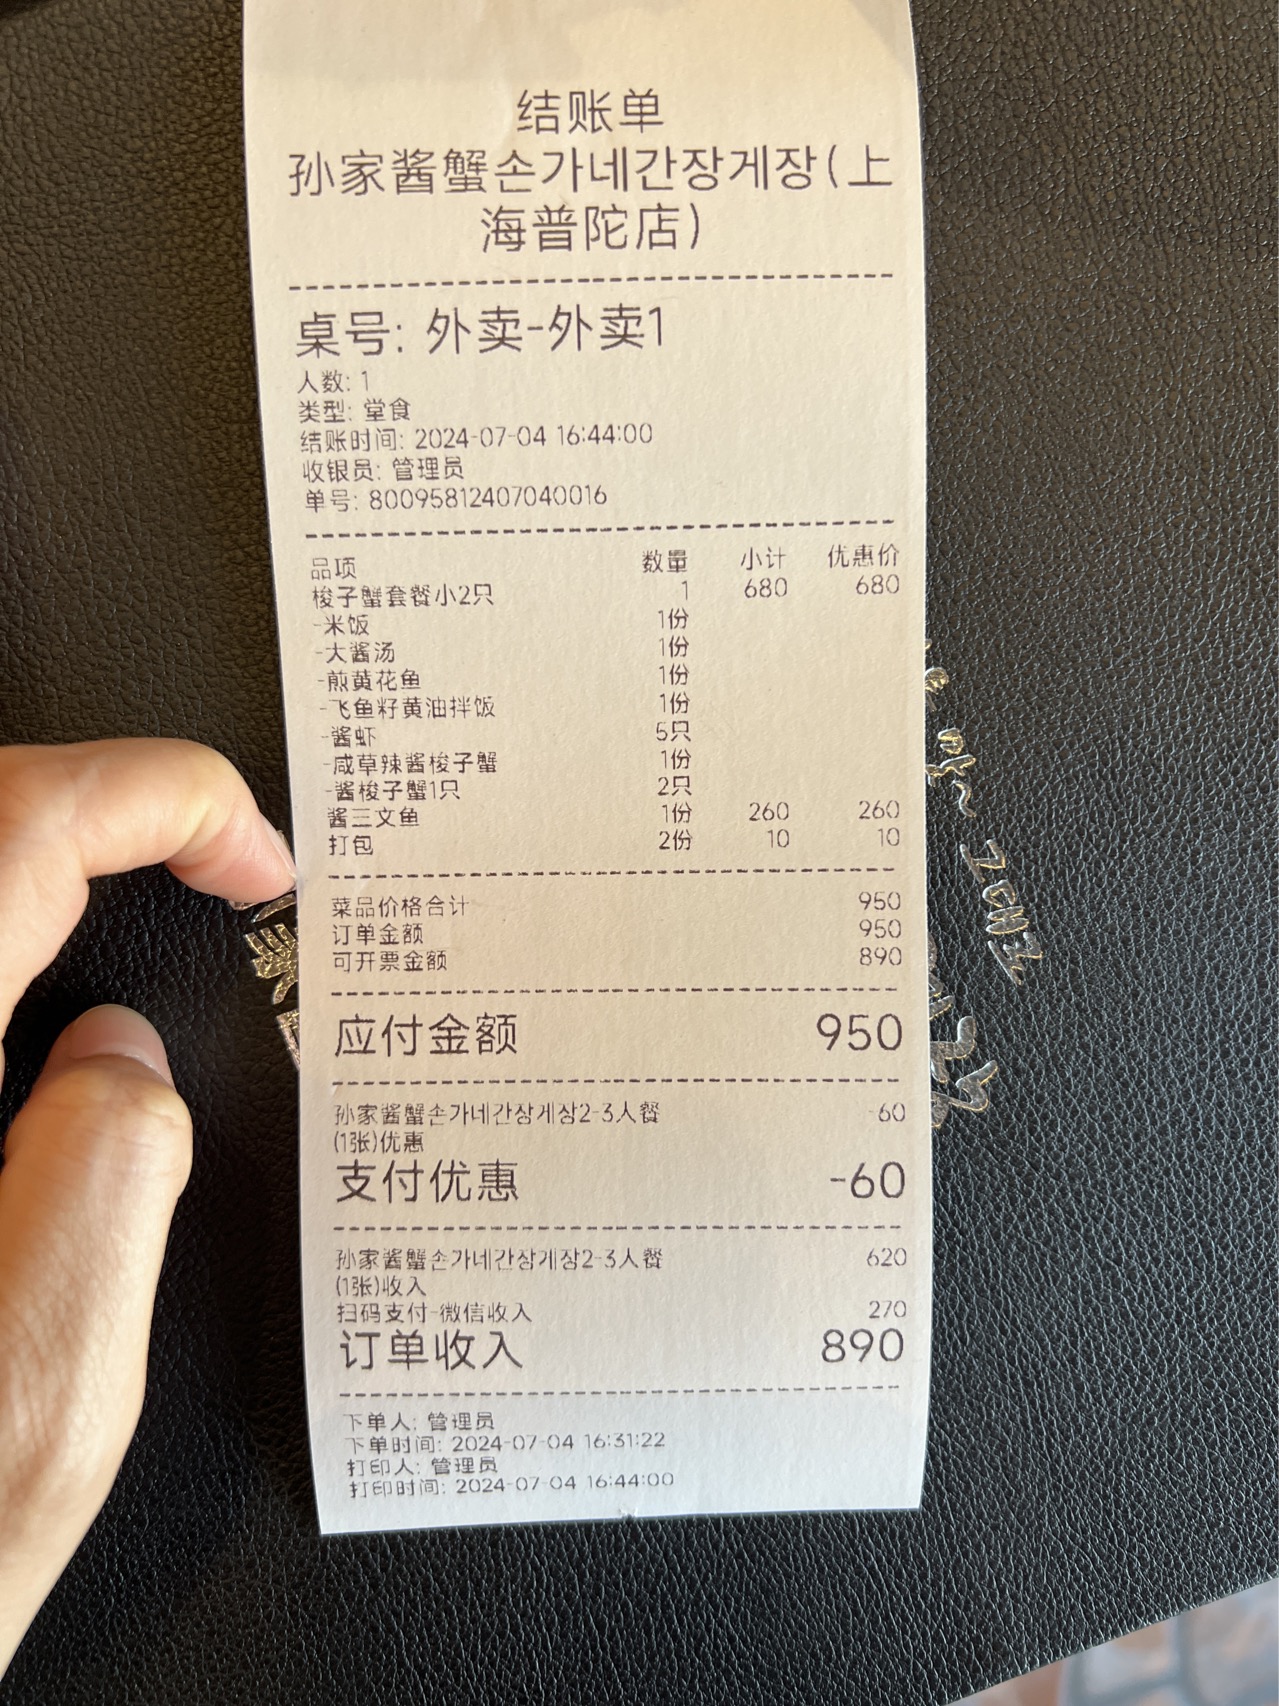 结账单
孙家酱蟹손가네간장게장(上
海普陀店)
桌号: 外卖-外卖1
人数: 1
类型: 堂食
结账时间: 2024-07-04 16:44:00
收银员: 管理员
单号: 80095812407040016
品项 数量 小计 优惠价
梭子蟹套餐小2只 1 680 680
-米饭 1份
-大酱汤 1份
-煎黄花鱼 1份
-飞鱼籽黄油拌饭 1份
-酱虾 5只
-咸草辣酱梭子蟹 1份
-酱梭子蟹1只 2只
酱三文鱼 1份 260 260
打包 2份 10 10
菜品价格合计 950
订单金额 950
可开票金额 890
应付金额 950
孙家酱蟹손가네간장게장2-3人餐 -60
(1张)优惠
支付优惠 -60
孙家酱蟹손가네간장게장2-3人餐 620
(1张)收入
扫码支付-微信收入 270
订单收入 890
下单人: 管理员
下单时间: 2024-07-04 16:31:22
打印人: 管理员
打印时间: 2024-07-04 16:44:00